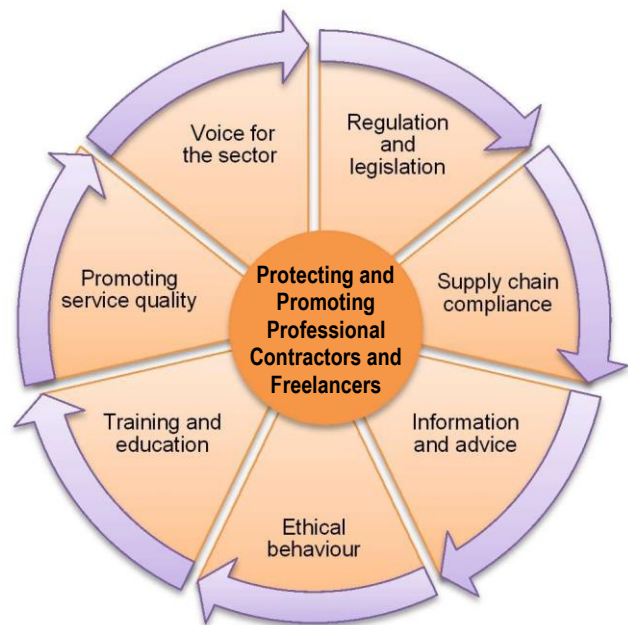 Voice for
the sector
Regulation
and
legislation
Supply chain
compliance
Information
and advice
Ethical
behaviour
Training and
education
Promoting
service quality
Protecting and
Promoting
Professional
Contractors and
Freelancers